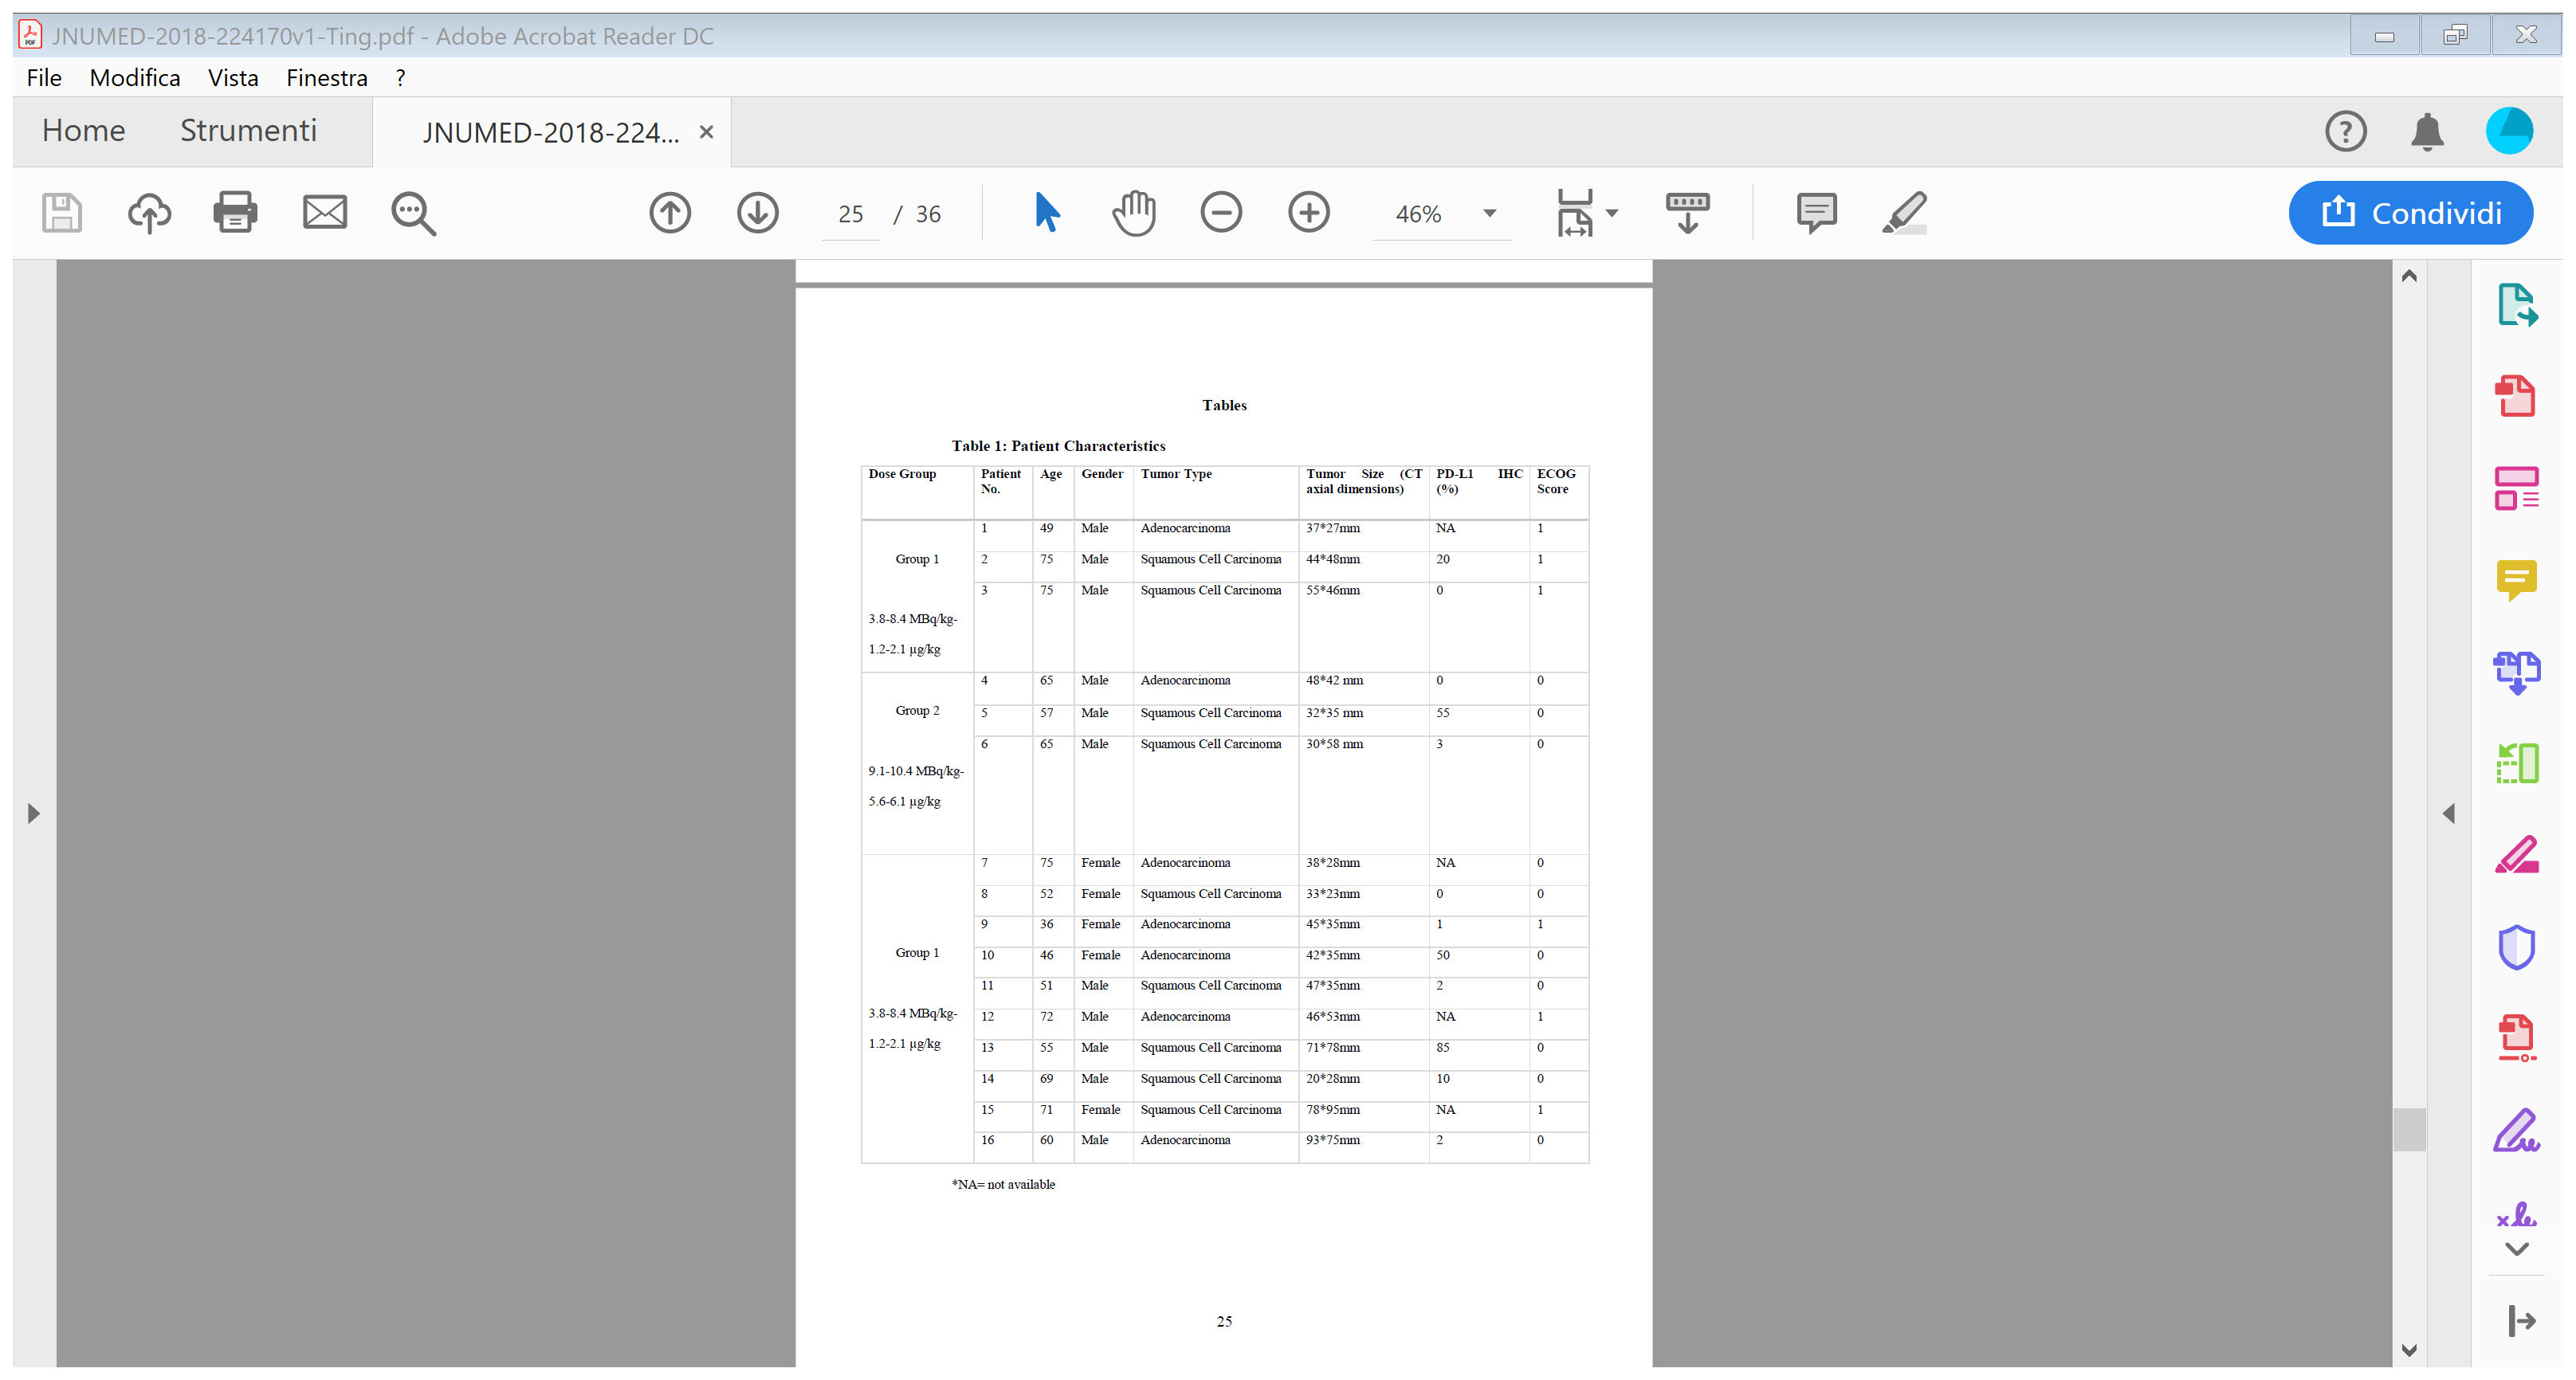 JNUMED-2018-224170v1-Ting.pdf - Adobe Acrobat Reader DC
File Modifica Vista Finestra ?
Home Strumenti JNUMED-2018-224... ×
25 / 36 46% Condividi
Tables
Table 1: Patient Characteristics
Dose Group Patient No. Age Gender Tumor Type Tumor Size (CT axial dimensions) PD-L1 IHC (%) ECOG Score
Group 1
3.8-8.4 MBq/kg-
1.2-2.1 µg/kg
1 49 Male Adenocarcinoma 37*27mm NA 1
2 75 Male Squamous Cell Carcinoma 44*48mm 20 1
3 75 Male Squamous Cell Carcinoma 55*46mm 0 1
Group 2
9.1-10.4 MBq/kg-
5.6-6.1 µg/kg
4 65 Male Adenocarcinoma 48*42 mm 0 0
5 57 Male Squamous Cell Carcinoma 32*35 mm 55 0
6 65 Male Squamous Cell Carcinoma 30*58 mm 3 0
Group 1
3.8-8.4 MBq/kg-
1.2-2.1 µg/kg
7 75 Female Adenocarcinoma 38*28mm NA 0
8 52 Female Squamous Cell Carcinoma 33*23mm 0 0
9 36 Female Adenocarcinoma 45*35mm 1 1
10 46 Female Adenocarcinoma 42*35mm 50 0
11 51 Male Squamous Cell Carcinoma 47*35mm 2 0
12 72 Male Adenocarcinoma 46*53mm NA 1
13 55 Male Squamous Cell Carcinoma 71*78mm 85 0
14 69 Male Squamous Cell Carcinoma 20*28mm 10 0
15 71 Female Squamous Cell Carcinoma 78*95mm NA 1
16 60 Male Adenocarcinoma 93*75mm 2 0
*NA= not available
25